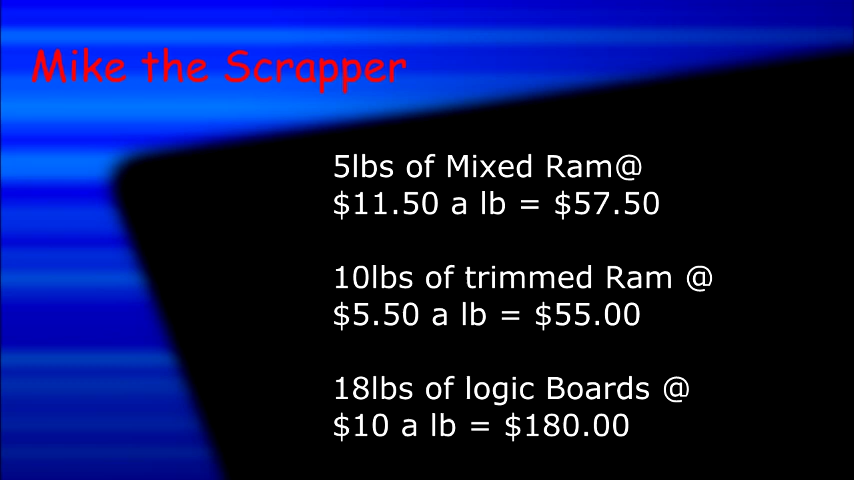 Mike the Scrapper
5lbs of Mixed Ram@
$11.50 a lb = $57.50
10lbs of trimmed Ram @
$5.50 a lb = $55.00
18lbs of logic Boards @
$10 a lb = $180.00